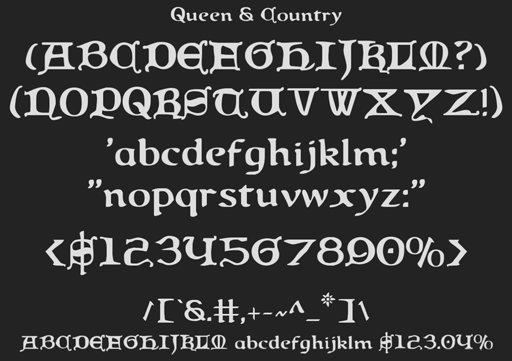 Queen & Country
(ABCDEFGHIJKLM?)
(NOPQRSTUVWXYZ!)
'abcdefghijklm;'
"nopqrstuvwxyz:"
<$1234567890%>
/[`&.#,+-~^_*]\
ABCDEFGHIJKLM abcdefghijklm $123.04%